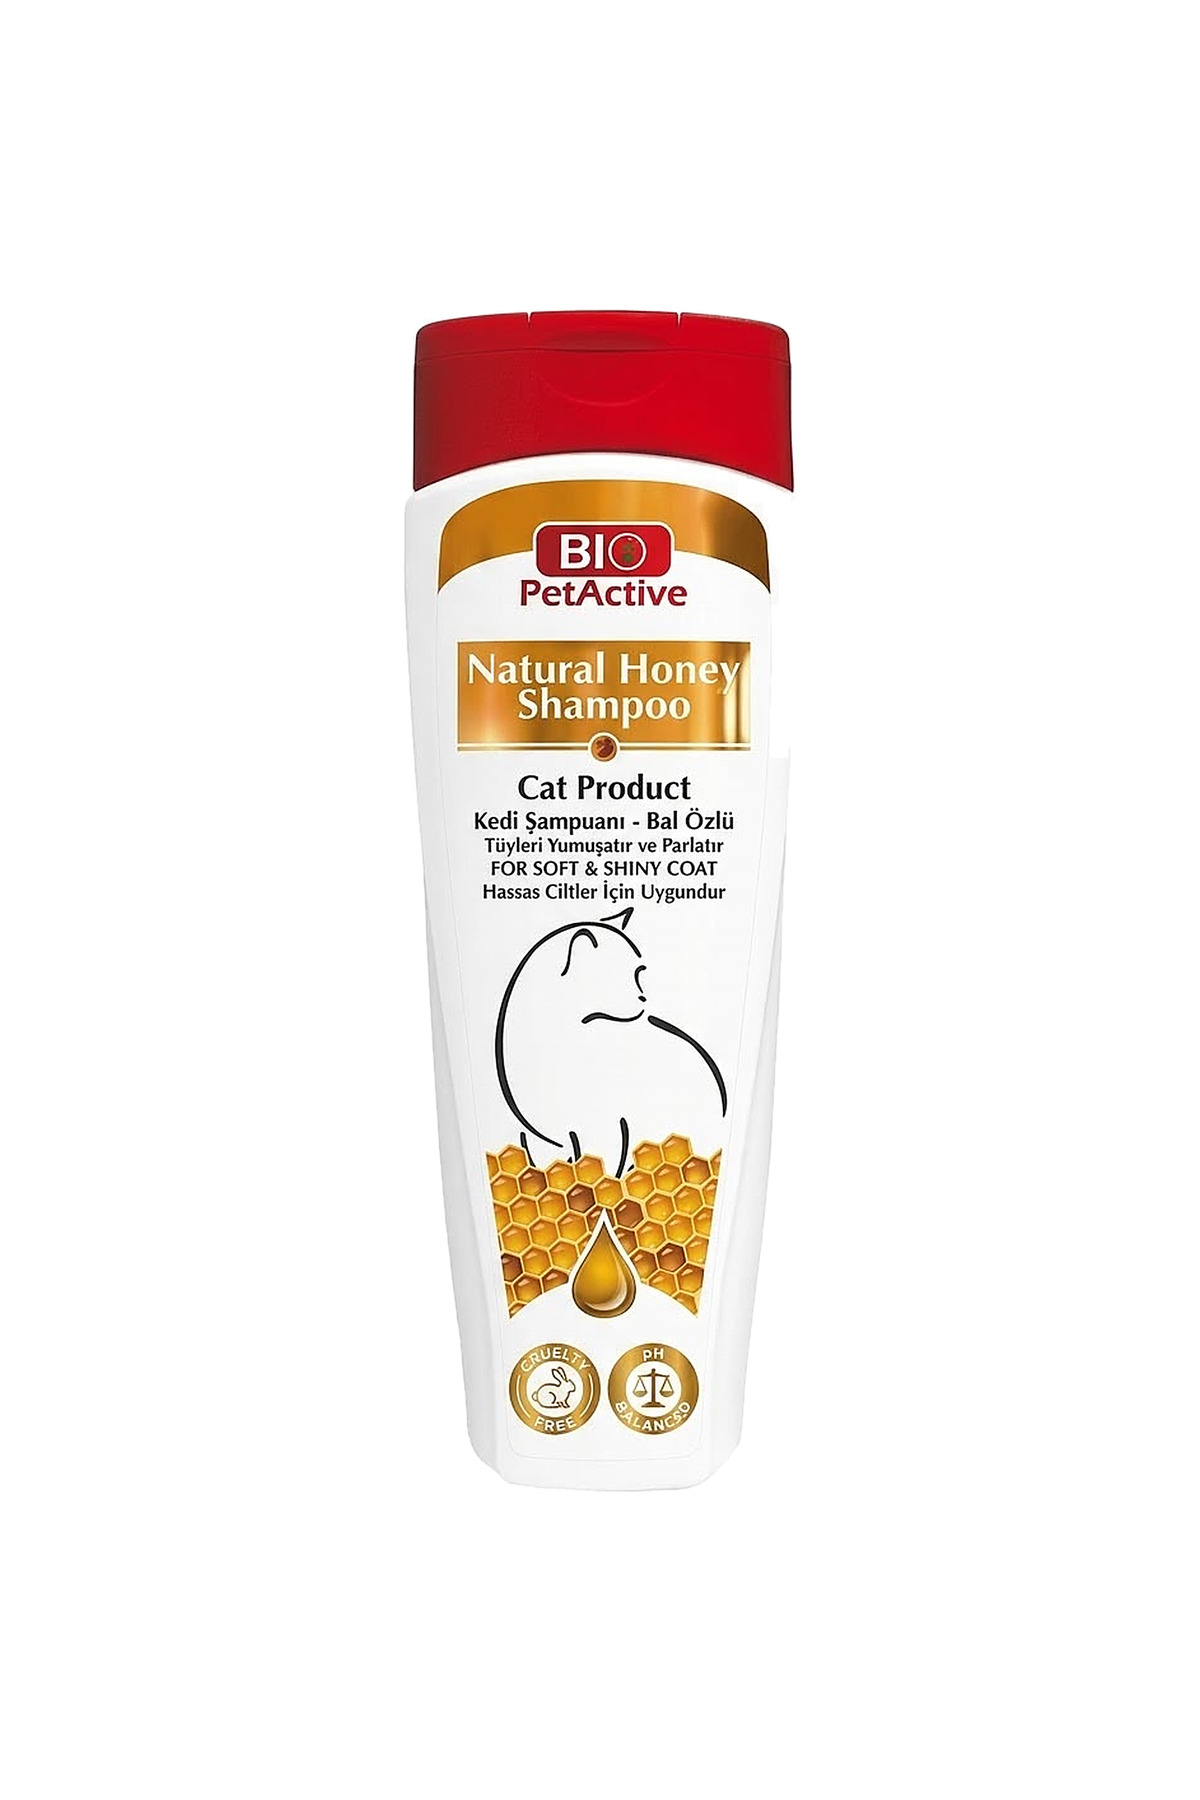 BIO
PetActive
Natural Honey
Shampoo
Cat Product
Kedi Şampuanı - Bal Özlü
Tüyleri Yumuşatır ve Parlatır
FOR SOFT & SHINY COAT
Hassas Ciltler İçin Uygundur
CRUELTY
FREE
PH
BALANCED